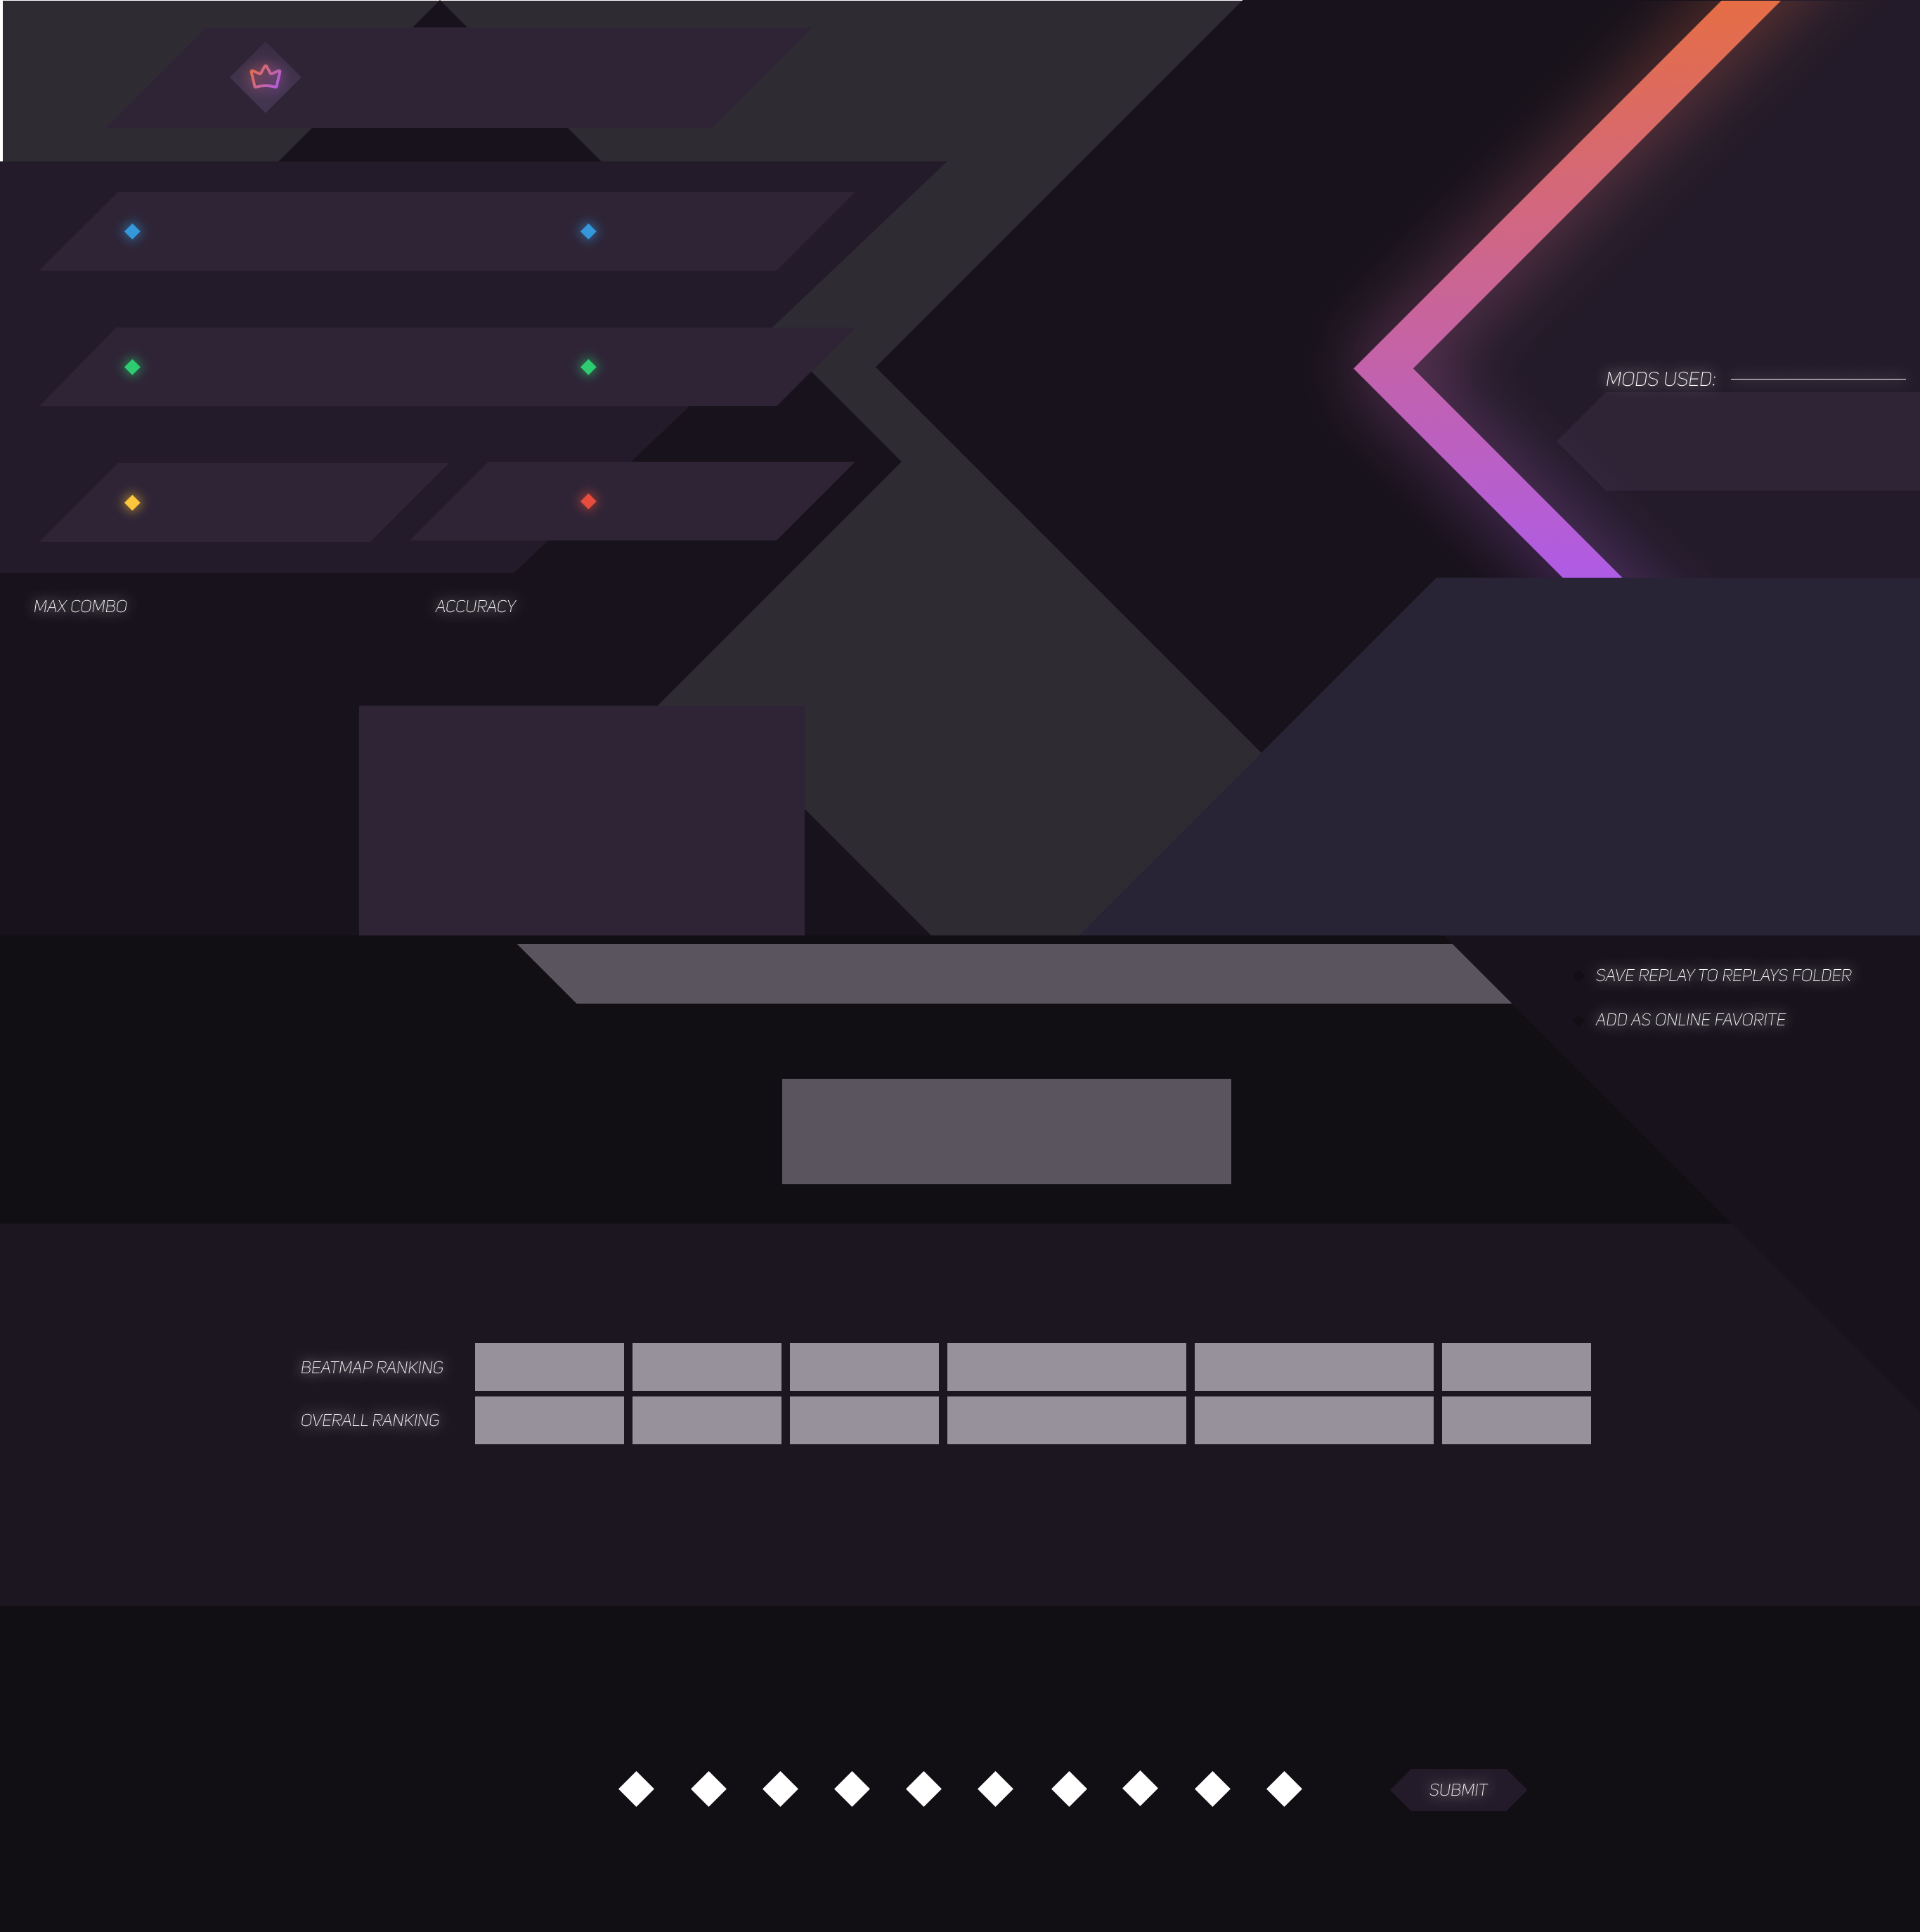 MODS USED:
MAX COMBO
ACCURACY
SAVE REPLAY TO REPLAYS FOLDER
ADD AS ONLINE FAVORITE
BEATMAP RANKING
OVERALL RANKING
SUBMIT